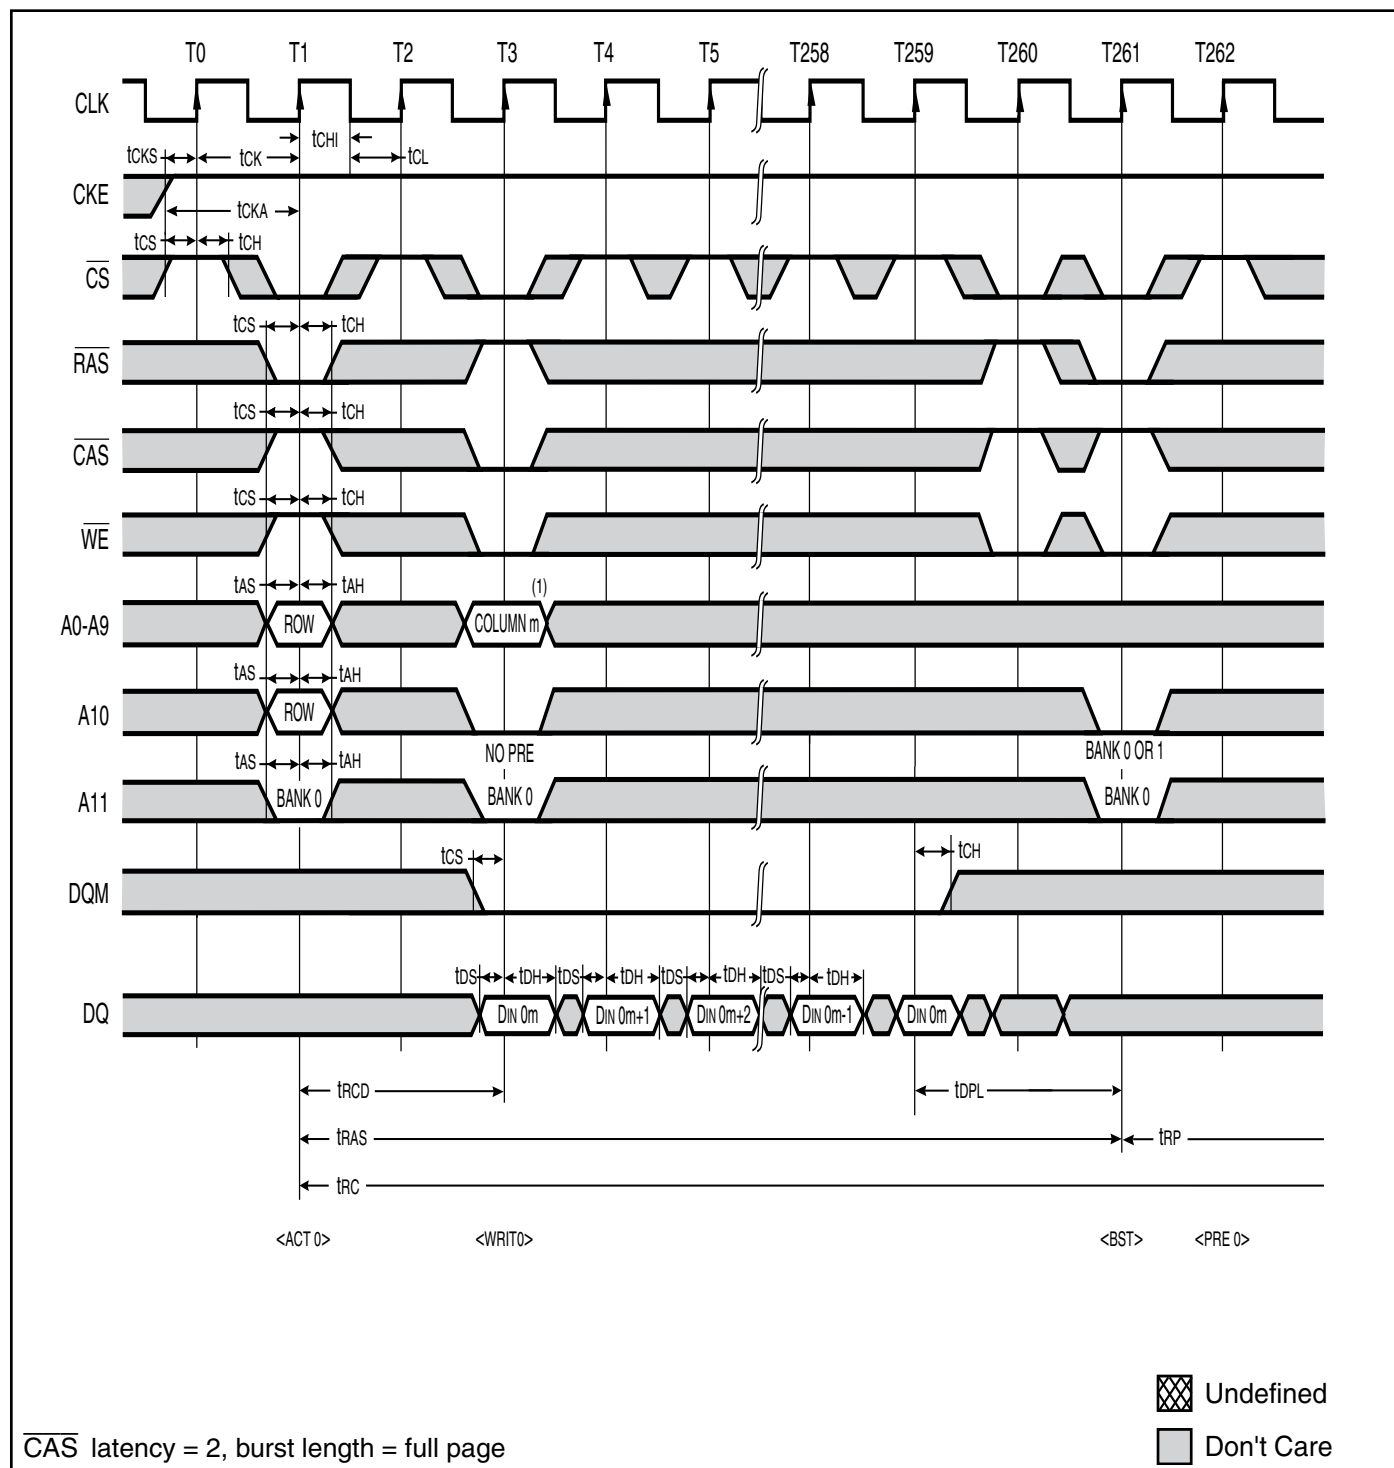 T0 T1 T2 T3 T4 T5 T258 T259 T260 T261 T262
CLK
tCHI
tCKS tCK tCL
CKE
tCKA
tCS tCH
CS
tCS tCH
RAS
tCS tCH
CAS
tCS tCH
WE
tAS tAH (1)
A0-A9 ROW COLUMN m
tAS tAH
A10 ROW
NO PRE BANK 0 OR 1
tAS tAH
A11 BANK 0 BANK 0 BANK 0
tCS tCH
DQM
tDS tDH tDS tDH tDS tDH tDS tDH
DQ DIN 0m DIN 0m+1 DIN 0m+2 DIN 0m-1 DIN 0m
tRCD tDPL
tRAS tRP
tRC
<ACT 0> <WRIT0> <BST> <PRE 0>
Undefined
CAS latency = 2, burst length = full page Don't Care